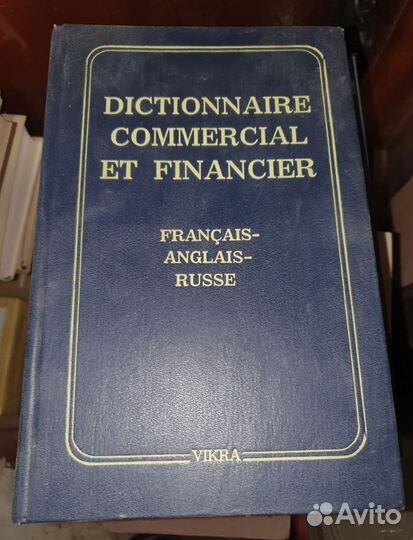 DICTIONNAIRE
COMMERCIAL
ET FINANCIER
FRANÇAIS-
ANGLAIS-
RUSSE
VIKRA
Avito